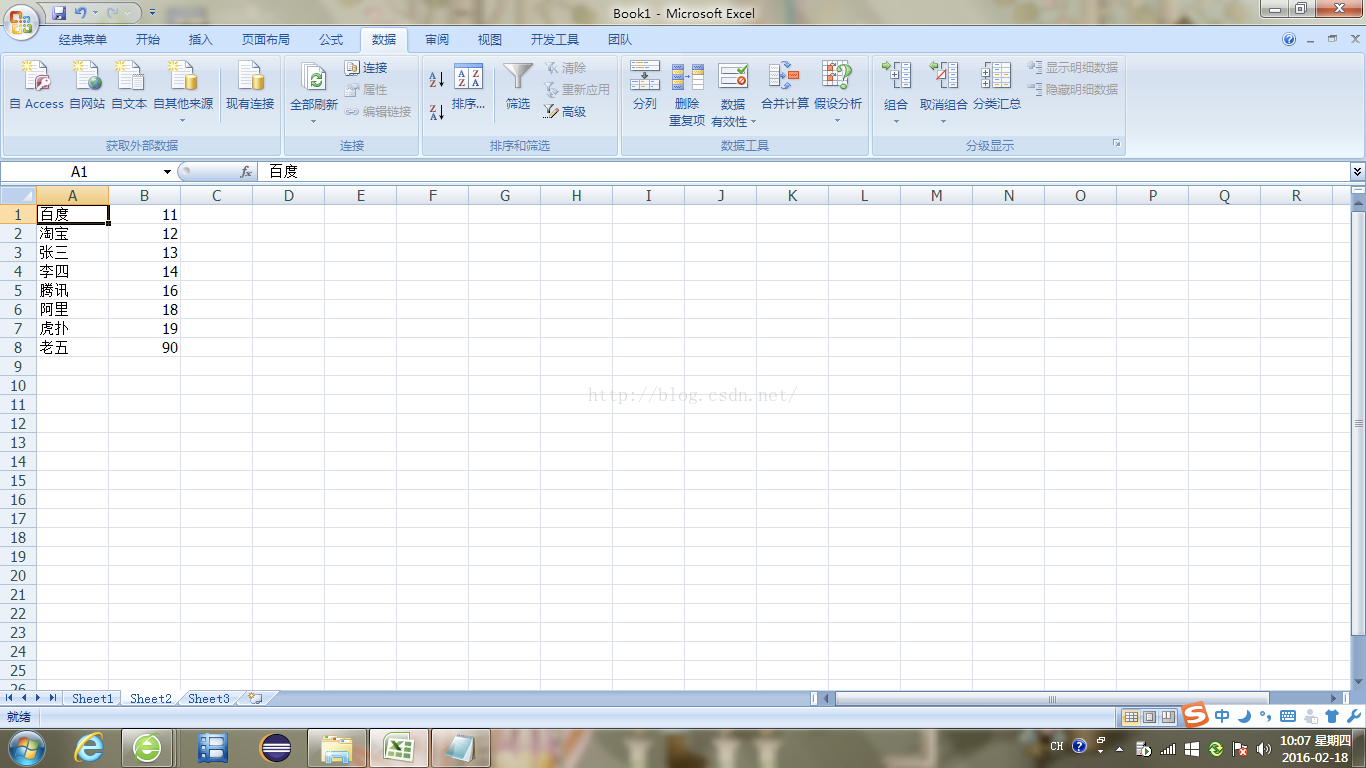 Book1 - Microsoft Excel
经典菜单 开始 插入 页面布局 公式 数据 审阅 视图 开发工具 团队
自 Access 自网站 自文本 自其他来源 现有连接 全部刷新 连接 属性 编辑链接 排序... 筛选 清除 重新应用 高级 分列 删除重复项 数据有效性 合并计算 假设分析 组合 取消组合 分类汇总 显示明细数据 隐藏明细数据
获取外部数据 连接 排序和筛选 数据工具 分级显示
A1 fx 百度
A B C D E F G H I J K L M N O P Q R
1 百度 11
2 淘宝 12
3 张三 13
4 李四 14
5 腾讯 16
6 阿里 18
7 虎扑 19
8 老五 90
9
10
http://blog.csdn.net/
11
12
13
14
15
16
17
18
19
20
21
22
23
24
25
26
Sheet1 Sheet2 Sheet3
就绪
中
CH 10:07 星期四
2016-02-18